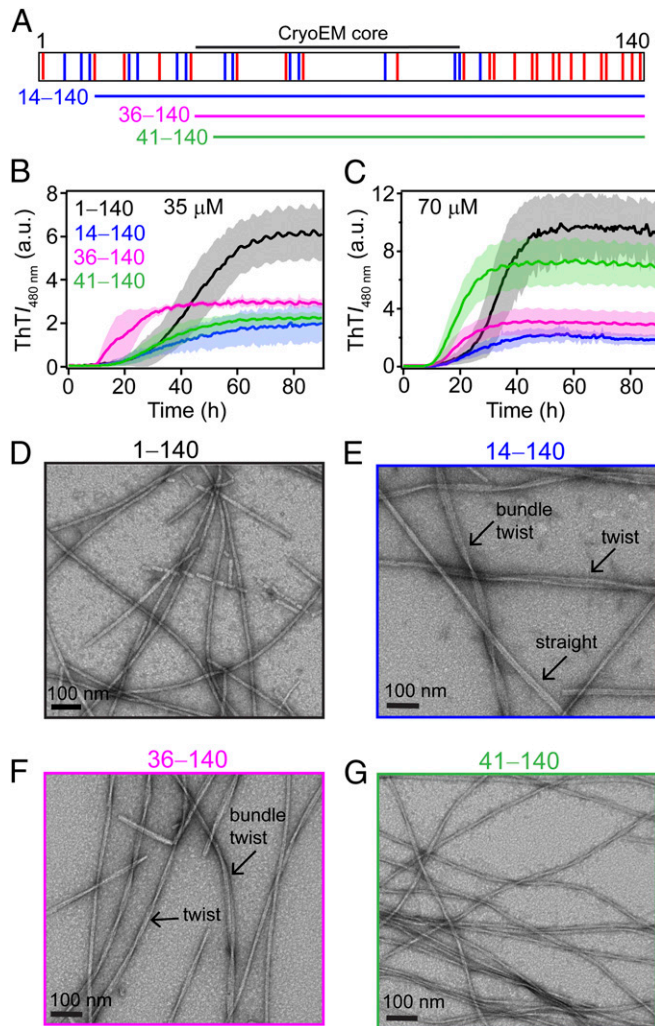 A
CryoEM core
1
140
14–140
36–140
41–140
B
8
6
4
2
0
ThT I480 nm (a.u.)
35 μM
1–140
14–140
36–140
41–140
0 20 40 60 80
Time (h)
C
12
8
4
0
ThT I480 nm (a.u.)
70 μM
0 20 40 60 80
Time (h)
D
1–140
100 nm
E
14–140
bundle
twist
twist
straight
100 nm
F
36–140
bundle
twist
twist
100 nm
G
41–140
100 nm